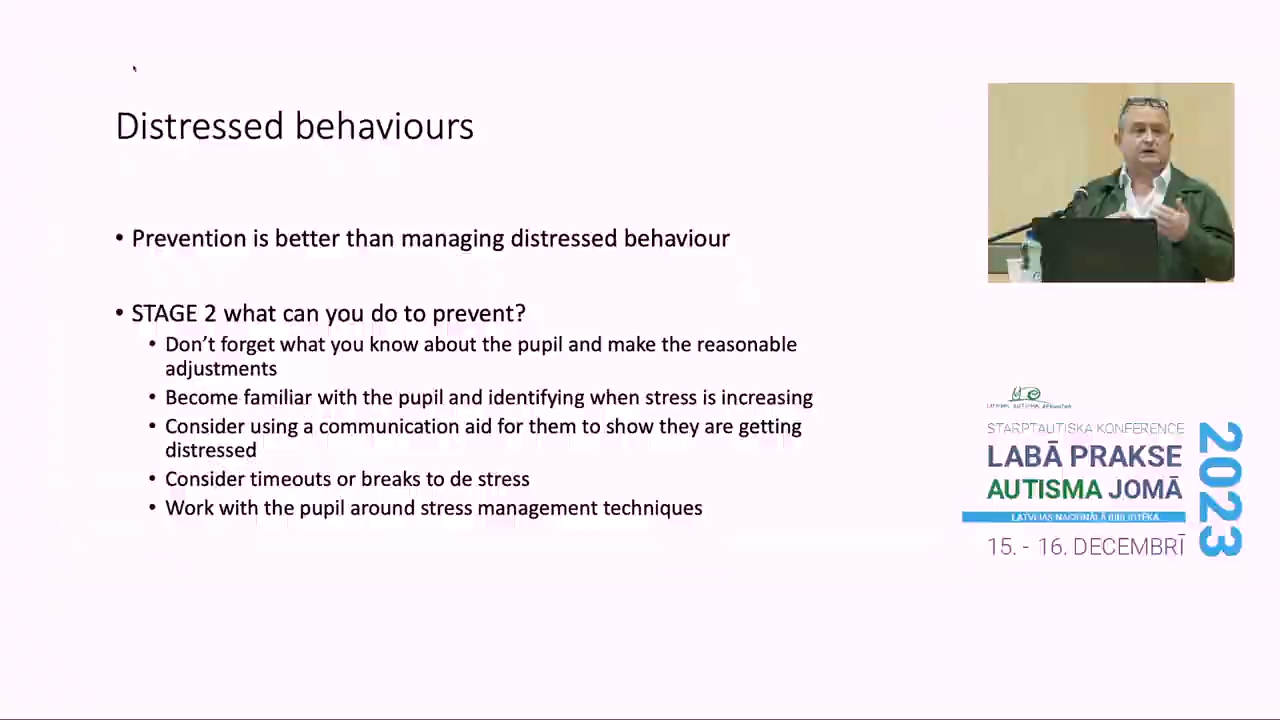 Distressed behaviours
• Prevention is better than managing distressed behaviour
• STAGE 2 what can you do to prevent?
• Don’t forget what you know about the pupil and make the reasonable
adjustments
• Become familiar with the pupil and identifying when stress is increasing
• Consider using a communication aid for them to show they are getting
distressed
• Consider timeouts or breaks to de stress
• Work with the pupil around stress management techniques
STARPTAUTISKA KONFERENCE
LABĀ PRAKSE
AUTISMA JOMĀ
LATVIJAS NACIONĀLĀ BIBLIOTĒKA
15. - 16. DECEMBRĪ
2023